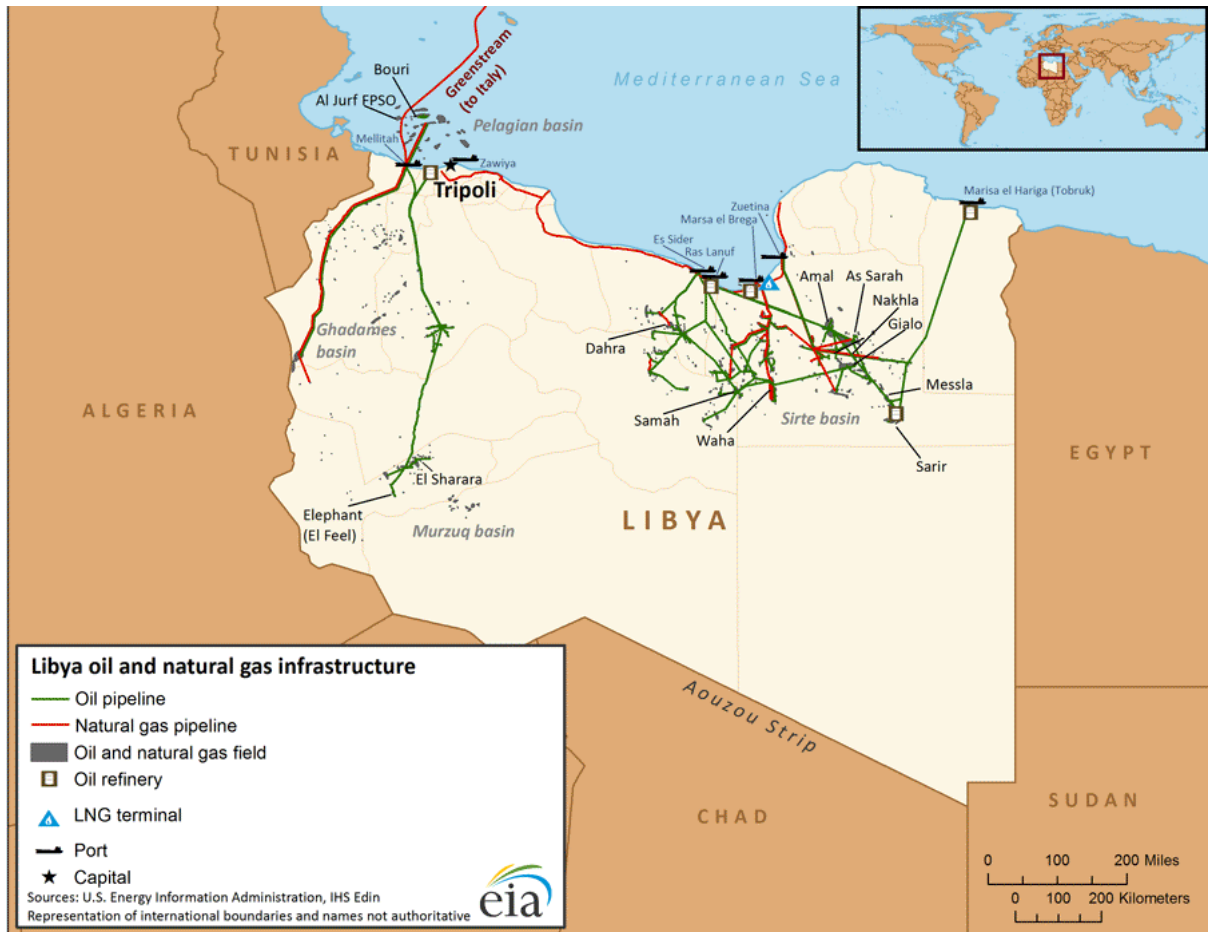 Mediterranean Sea
Bouri
Greenstream
(to Italy)
Al Jurf FPSO
Pelagian basin
Mellitah
TUNISIA
Zawiya
Tripoli
Marisa el Hariga (Tobruk)
Zuetina
Marsa el Brega
Es Sider
Ras Lanuf
Amal
As Sarah
Nakhla
Gialo
Ghadames
basin
Dahra
Messla
ALGERIA
Samah
Waha
Sirte basin
EGYPT
Sarir
El Sharara
Elephant
(El Feel)
Murzuq basin
LIBYA
Aouzou Strip
CHAD
SUDAN
Libya oil and natural gas infrastructure
Oil pipeline
Natural gas pipeline
Oil and natural gas field
Oil refinery
LNG terminal
Port
Capital
Sources: U.S. Energy Information Administration, IHS Edin
Representation of international boundaries and names not authoritative
eia
0 100 200 Miles
0 100 200 Kilometers